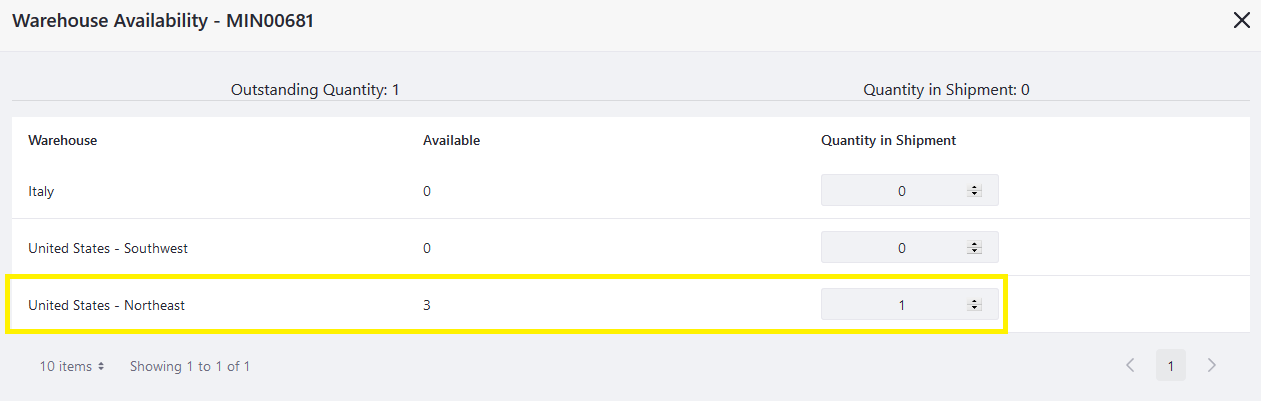 Warehouse Availability - MIN00681
Outstanding Quantity: 1 Quantity in Shipment: 0
Warehouse Available Quantity in Shipment
Italy 0 0
United States - Southwest 0 0
United States - Northeast 3 1
10 items Showing 1 to 1 of 1 1